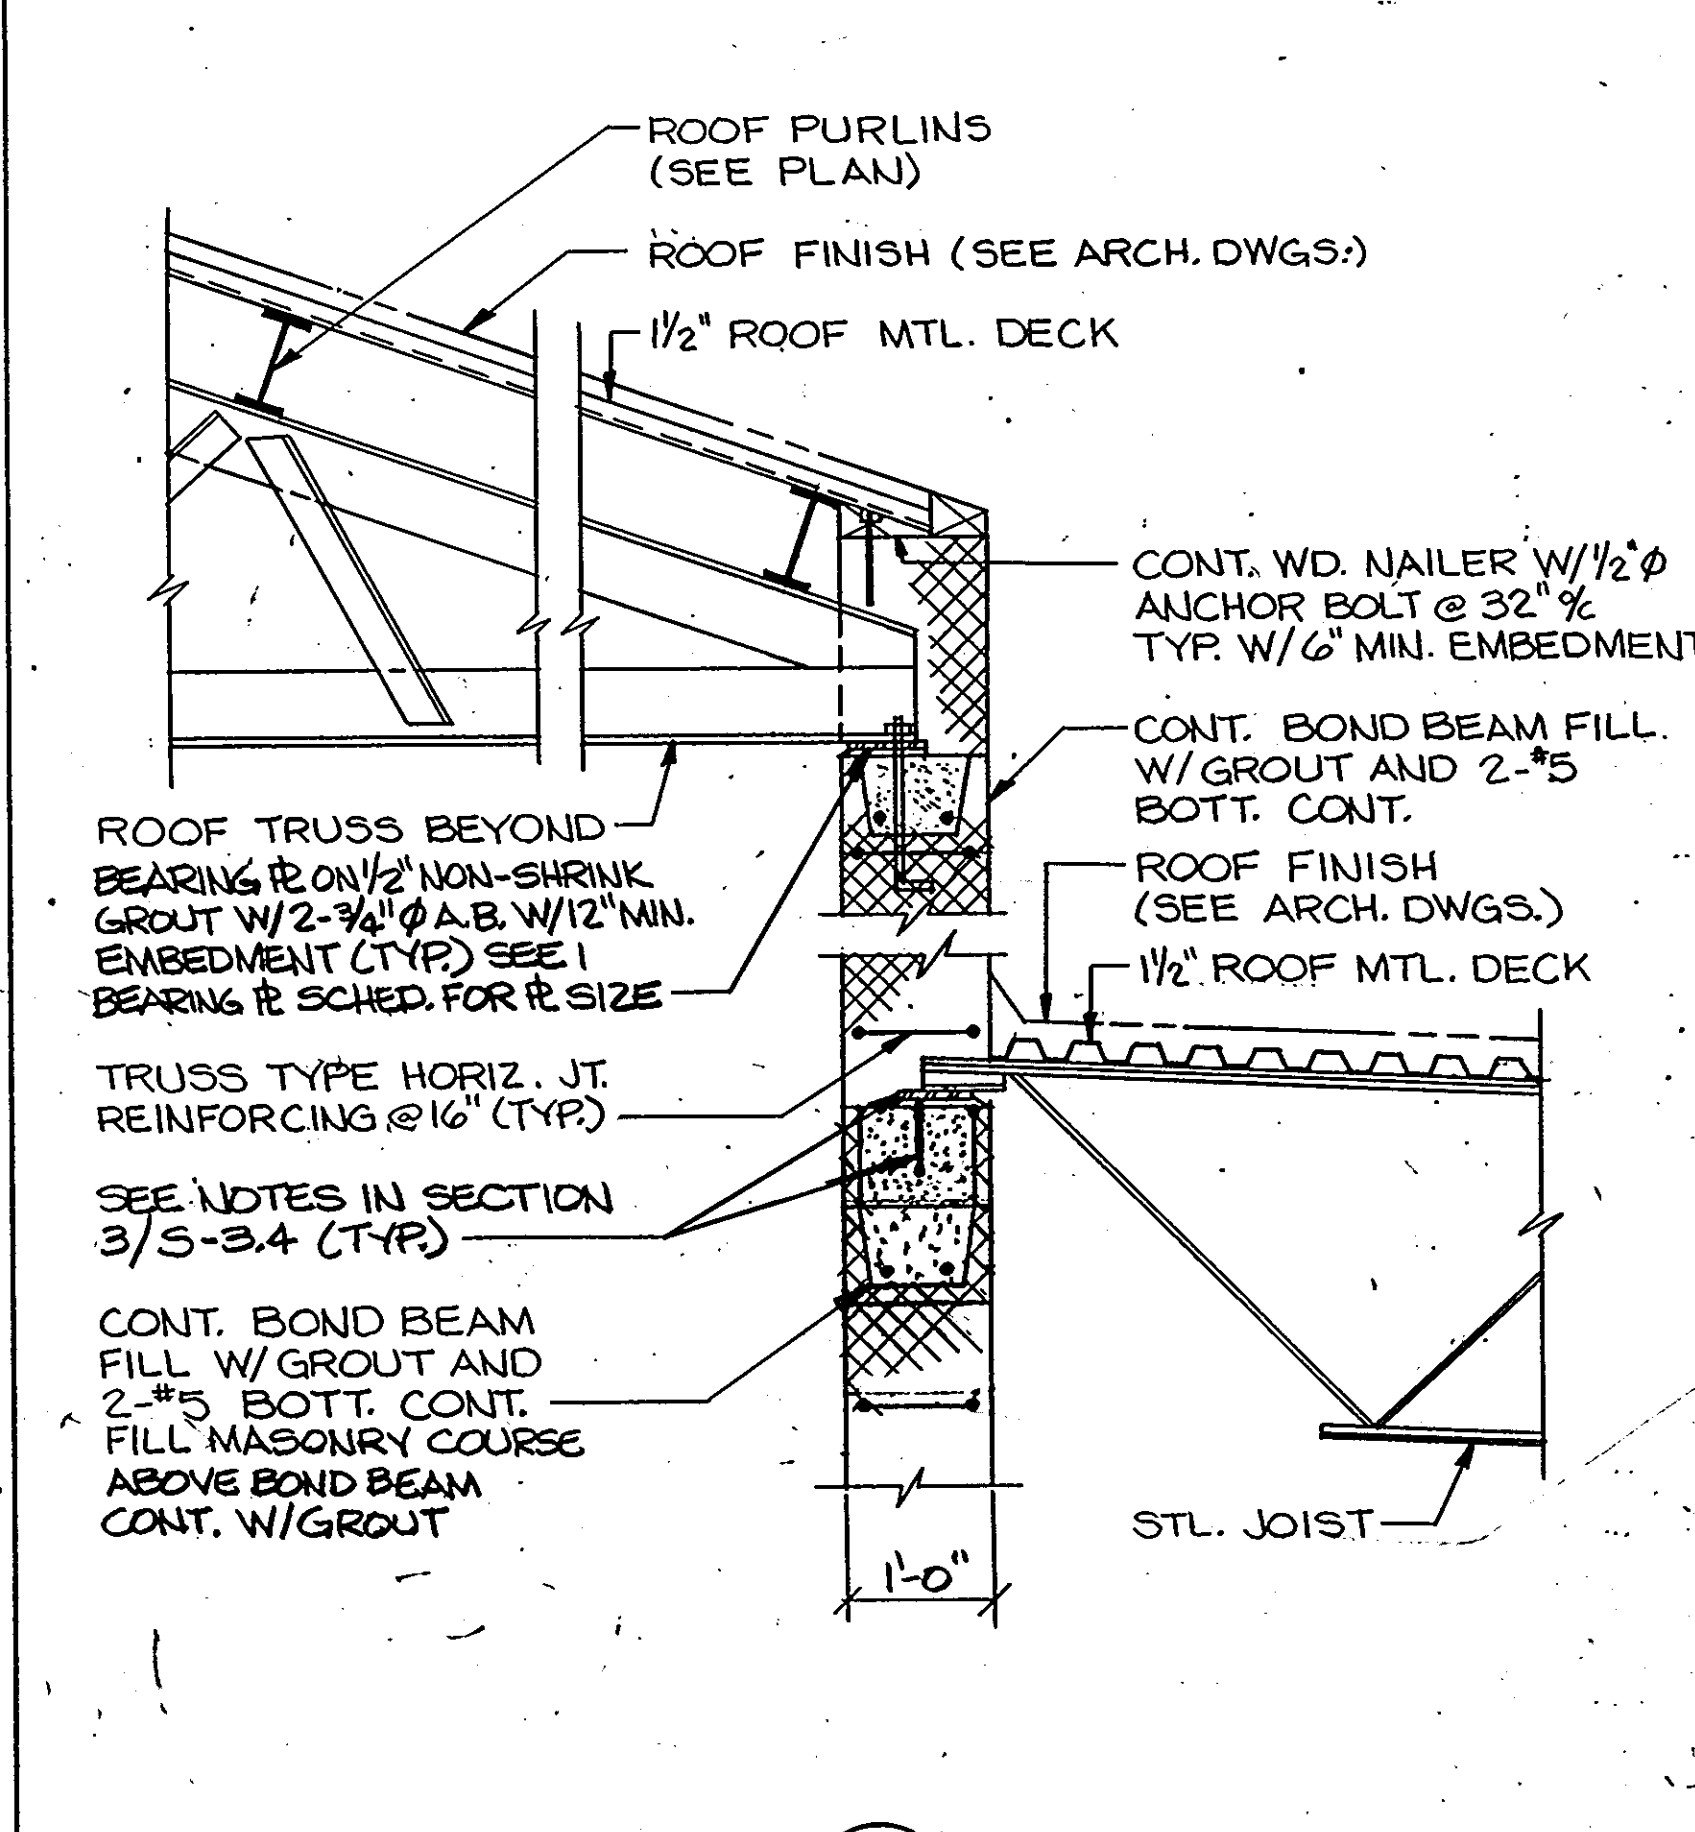 ROOF PURLINS
(SEE PLAN)
ROOF FINISH (SEE ARCH. DWGS.)
1½" ROOF MTL. DECK
CONT. WD. NAILER W/ ½"Ø
ANCHOR BOLT @ 32" o/c
TYP. W/ 6" MIN. EMBEDMENT
CONT. BOND BEAM FILL.
W/ GROUT AND 2-#5
BOTT. CONT.
ROOF FINISH
(SEE ARCH. DWGS.)
1½" ROOF MTL. DECK
ROOF TRUSS BEYOND
BEARING ℄ ON ½" NON-SHRINK
GROUT W/ 2-¾"Ø A.B. W/12" MIN.
EMBEDMENT (TYP.) SEE 1
BEARING ℄ SCHED. FOR ℄ SIZE
TRUSS TYPE HORIZ. JT.
REINFORCING @ 16" (TYP.)
SEE NOTES IN SECTION
3/S-3.4 (TYP.)
CONT. BOND BEAM
FILL W/ GROUT AND
2-#5 BOTT. CONT.
FILL MASONRY COURSE
ABOVE BOND BEAM
CONT. W/GROUT
STL. JOIST
1'-0"